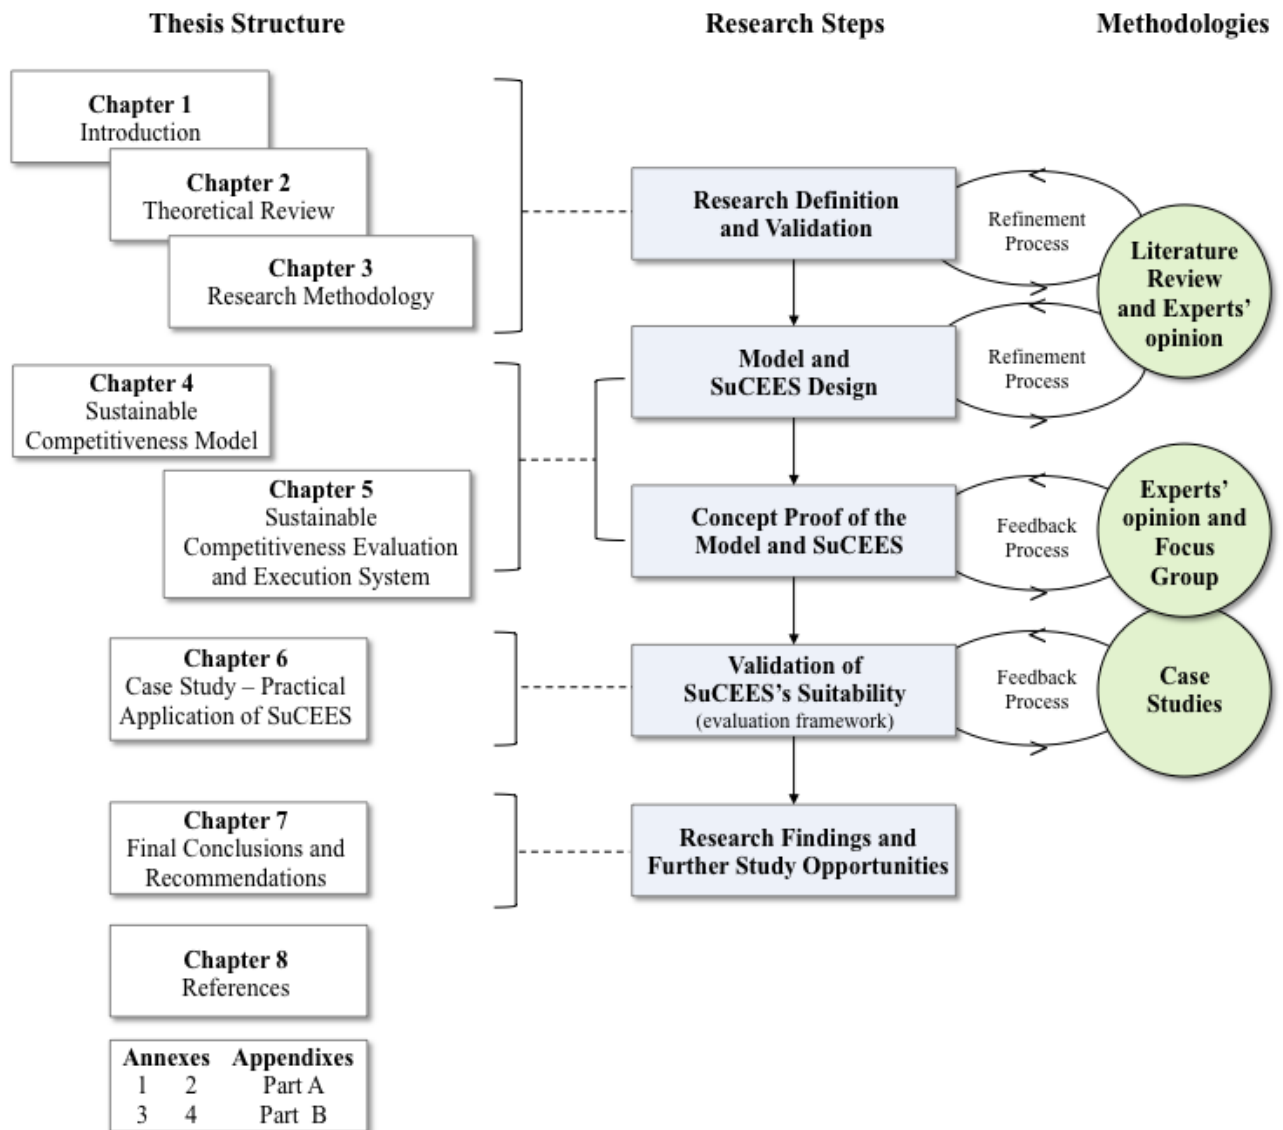 Thesis Structure
Research Steps
Methodologies
Chapter 1
Introduction
Chapter 2
Theoretical Review
Chapter 3
Research Methodology
Chapter 4
Sustainable
Competitiveness Model
Chapter 5
Sustainable
Competitiveness Evaluation
and Execution System
Chapter 6
Case Study – Practical
Application of SuCEES
Chapter 7
Final Conclusions and
Recommendations
Chapter 8
References
Annexes Appendixes
1 2 Part A
3 4 Part B
Research Definition
and Validation
Model and
SuCEES Design
Concept Proof of the
Model and SuCEES
Validation of
SuCEES's Suitability
(evaluation framework)
Research Findings and
Further Study Opportunities
Refinement
Process
Refinement
Process
Feedback
Process
Feedback
Process
Literature
Review
and Experts'
opinion
Experts'
opinion and
Focus
Group
Case
Studies